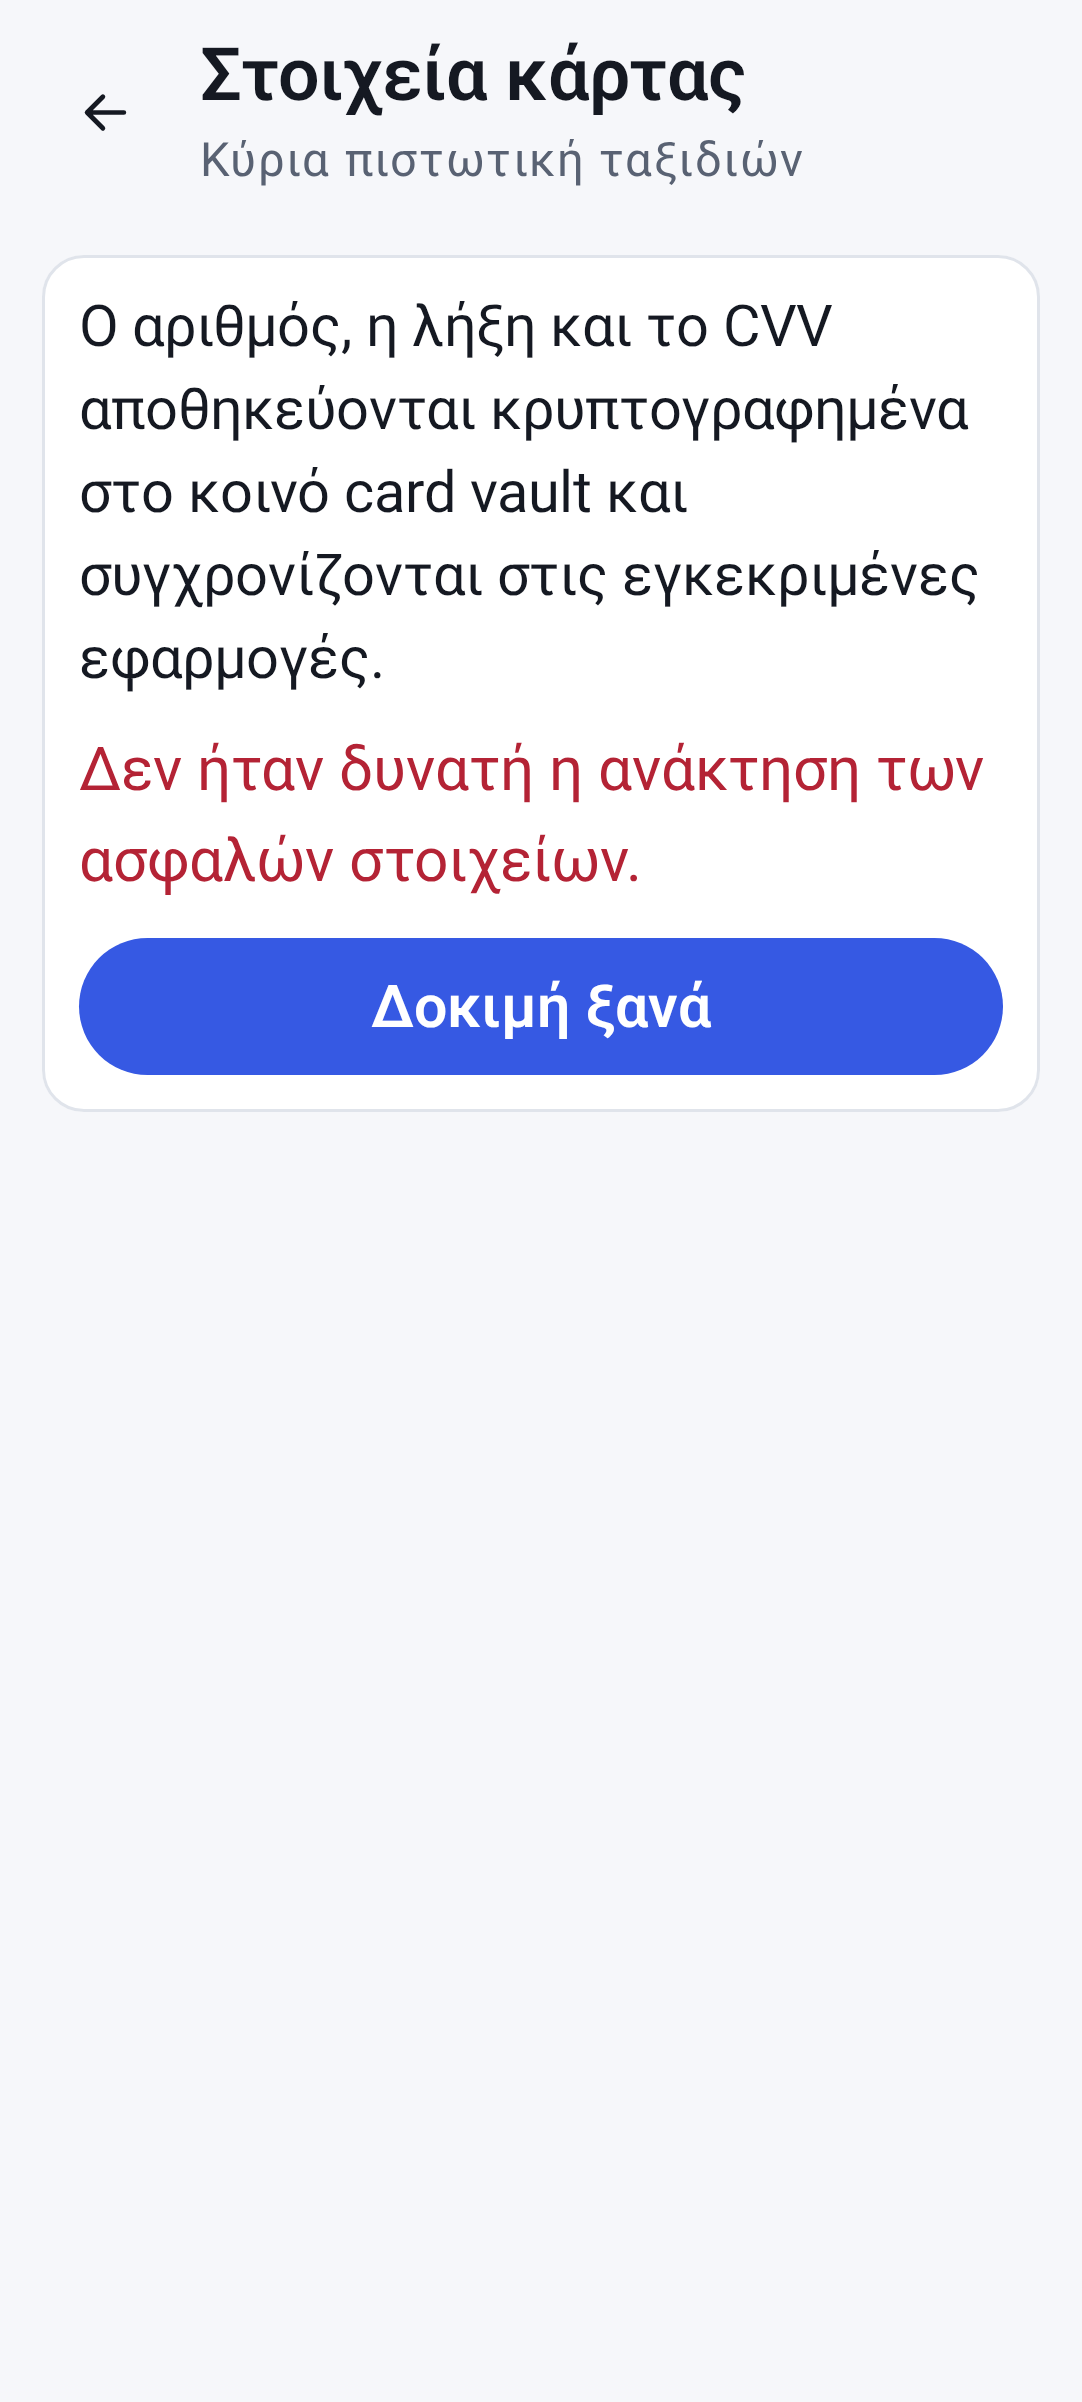 Στοιχεία κάρτας
Κύρια πιστωτική ταξιδιών
Ο αριθμός, η λήξη και το CVV
αποθηκεύονται κρυπτογραφημένα
στο κοινό card vault και
συγχρονίζονται στις εγκεκριμένες
εφαρμογές.
Δεν ήταν δυνατή η ανάκτηση των
ασφαλών στοιχείων.
Δοκιμή ξανά